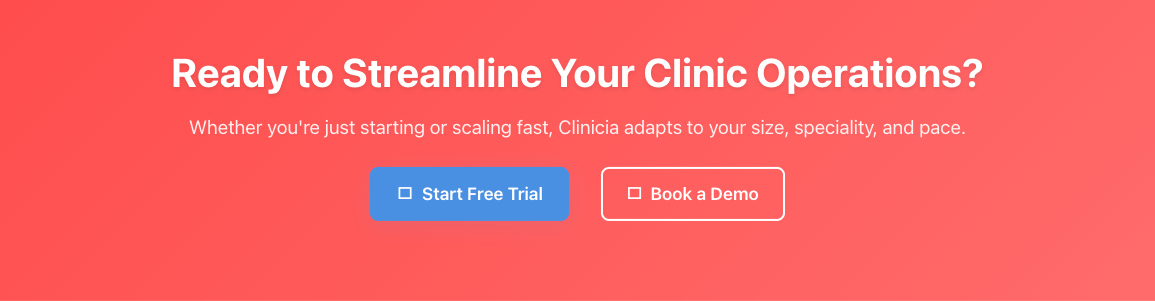 Ready to Streamline Your Clinic Operations?
Whether you're just starting or scaling fast, Clinicia adapts to your size, speciality, and pace.
Start Free Trial
Book a Demo